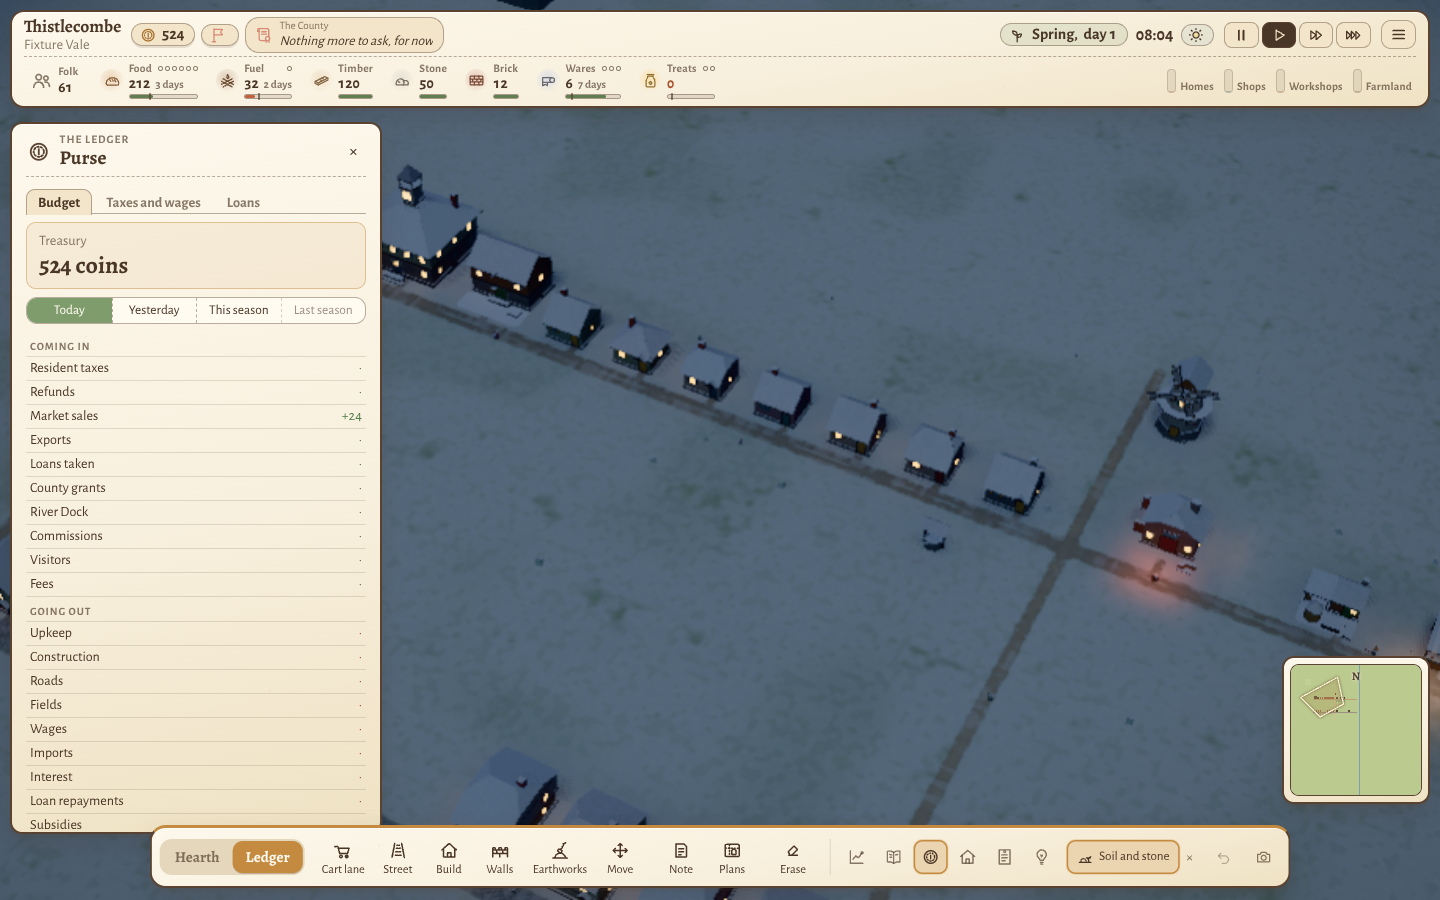 Thistlecombe
Fixture Vale
524
The County
Nothing more to ask, for now
Spring, day 1
08:04
Folk
61
Food
212 3 days
Fuel
32 2 days
Timber
120
Stone
50
Brick
12
Wares
6 7 days
Treats
0
Homes
Shops
Workshops
Farmland
THE LEDGER
Purse
×
Budget
Taxes and wages
Loans
Treasury
524 coins
Today
Yesterday
This season
Last season
COMING IN
Resident taxes ·
Refunds ·
Market sales +24
Exports ·
Loans taken ·
County grants ·
River Dock ·
Commissions ·
Visitors ·
Fees ·
GOING OUT
Upkeep ·
Construction ·
Roads ·
Fields ·
Wages ·
Imports ·
Interest ·
Loan repayments ·
Subsidies
N
Hearth
Ledger
Cart lane
Street
Build
Walls
Earthworks
Move
Note
Plans
Erase
Soil and stone
×